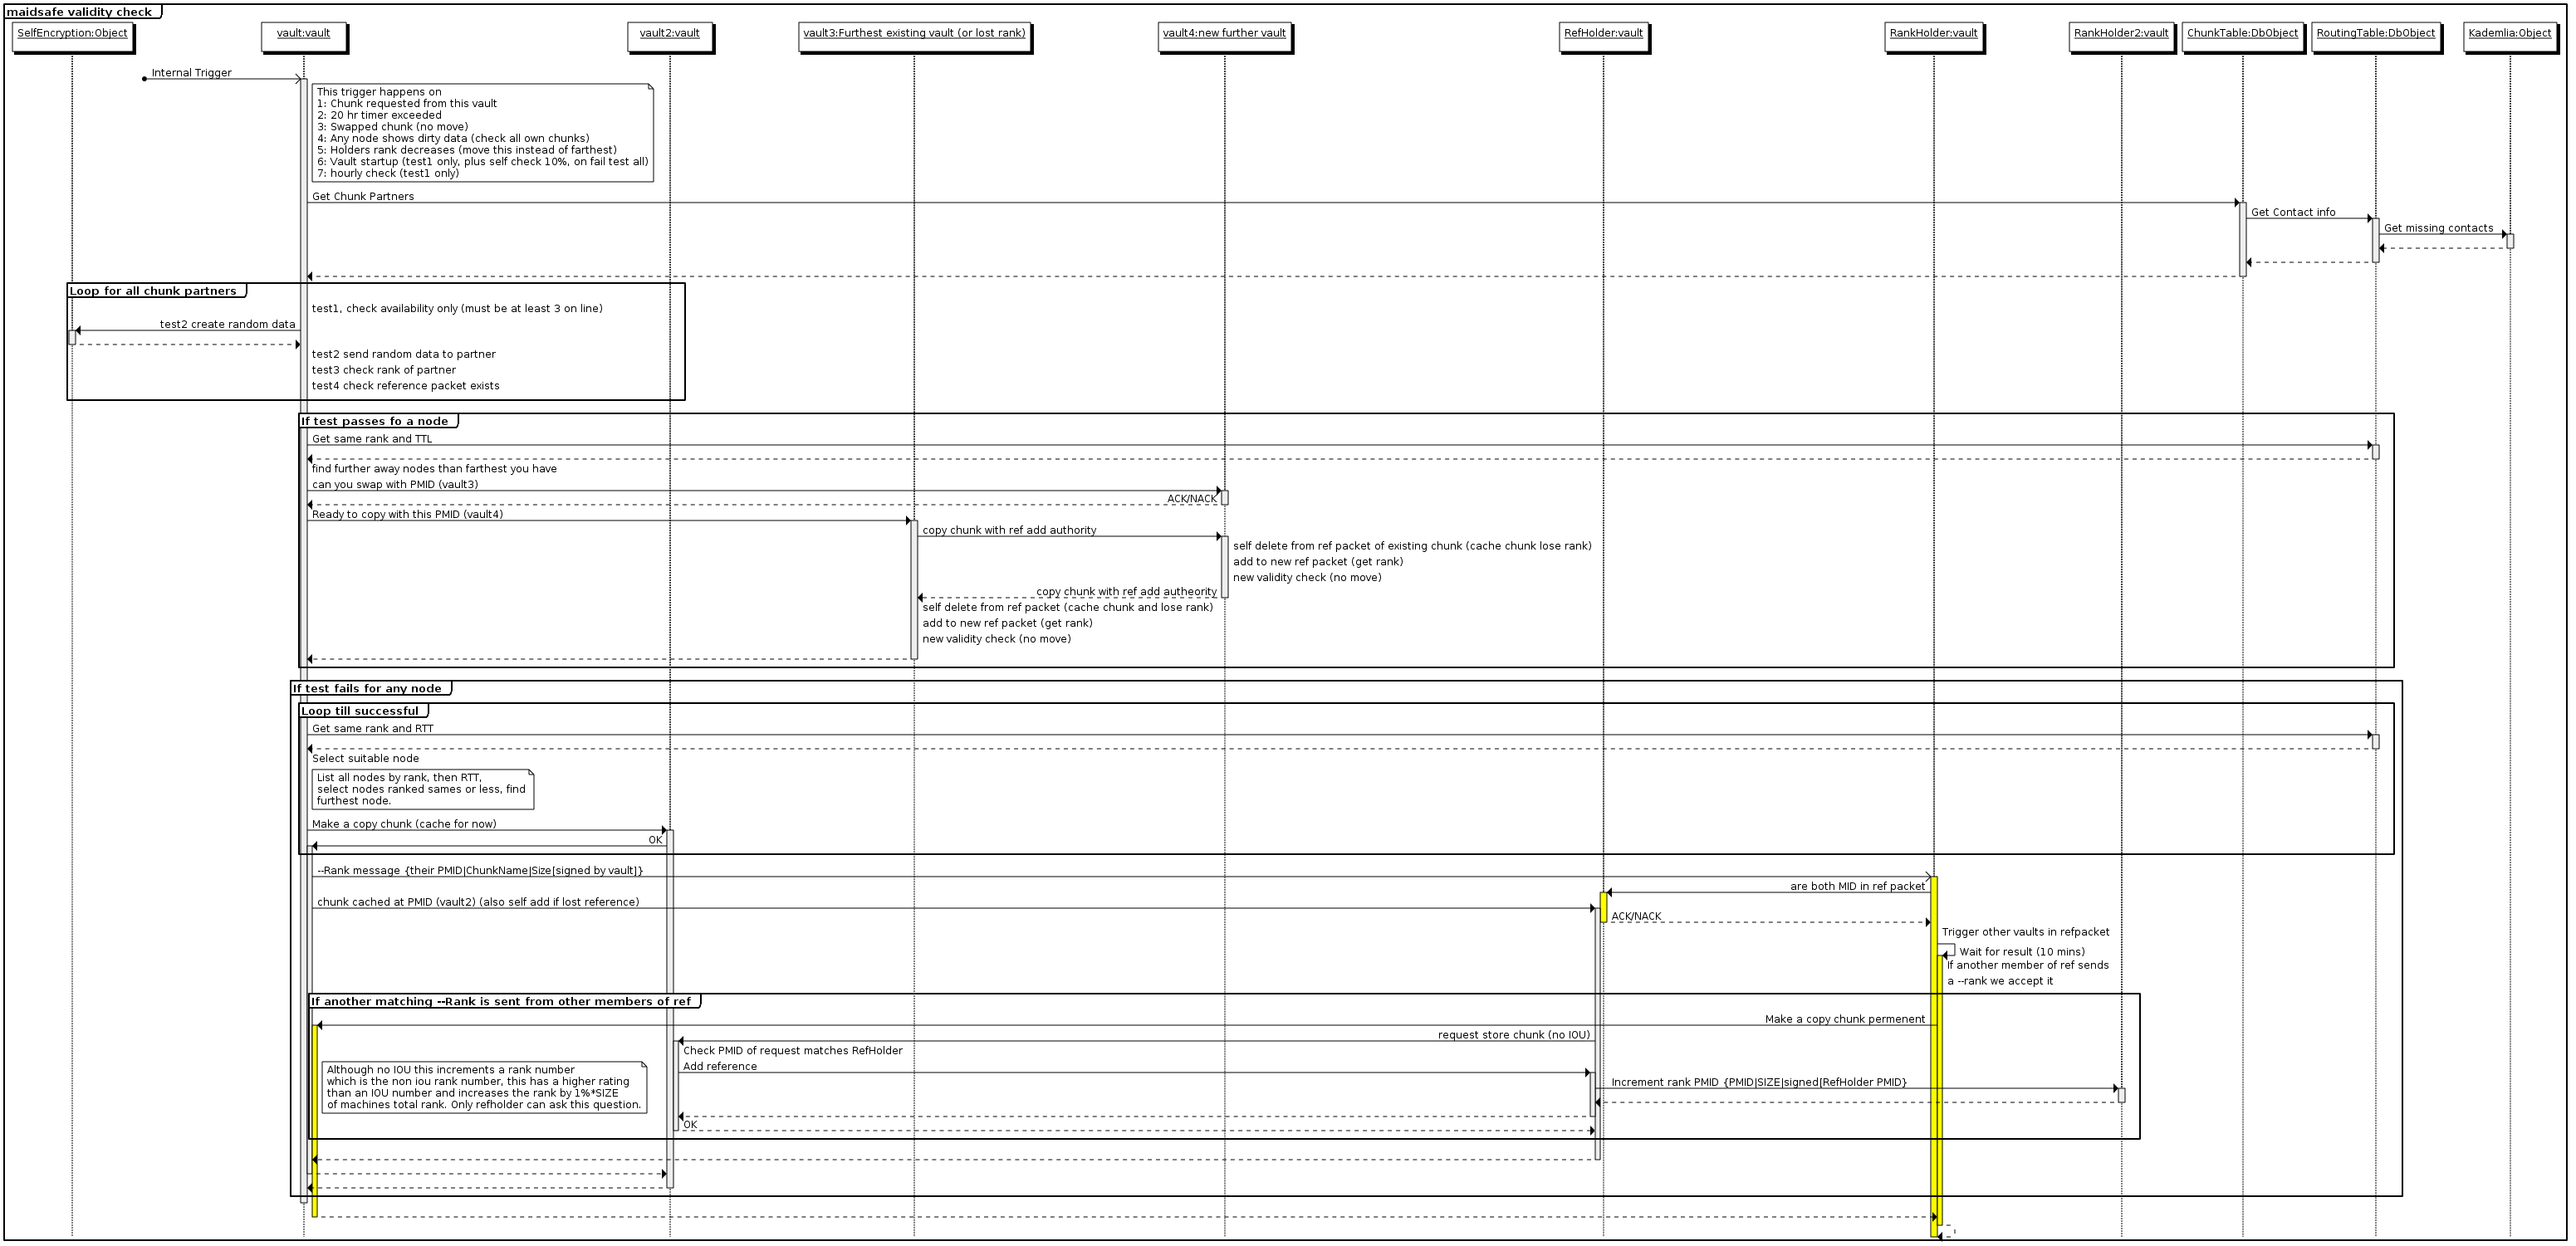 maidsafe validity check
SelfEncryption:Object
vault:vault
vault2:vault
vault3:Furthest existing vault (or lost rank)
vault4:new further vault
RefHolder:vault
RankHolder:vault
RankHolder2:vault
ChunkTable:DbObject
RoutingTable:DbObject
Kademlia:Object
Internal Trigger
This trigger happens on
1: Chunk requested from this vault
2: 20 hr timer exceeded
3: Swapped chunk (no move)
4: Any node shows dirty data (check all own chunks)
5: Holders rank decreases (move this instead of farthest)
6: Vault startup (test1 only, plus self check 10%, on fail test all)
7: hourly check (test1 only)
Get Chunk Partners
Get Contact info
Get missing contacts
Loop for all chunk partners
test1, check availability only (must be at least 3 on line)
test2 create random data
test2 send random data to partner
test3 check rank of partner
test4 check reference packet exists
If test passes fo a node
Get same rank and TTL
find further away nodes than farthest you have
can you swap with PMID (vault3)
ACK/NACK
Ready to copy with this PMID (vault4)
copy chunk with ref add authority
self delete from ref packet of existing chunk (cache chunk lose rank)
add to new ref packet (get rank)
new validity check (no move)
copy chunk with ref add autheority
self delete from ref packet (cache chunk and lose rank)
add to new ref packet (get rank)
new validity check (no move)
If test fails for any node
Loop till successful
Get same rank and RTT
Select suitable node
List all nodes by rank, then RTT,
select nodes ranked sames or less, find
furthest node.
Make a copy chunk (cache for now)
OK
--Rank message {their PMID|ChunkName|Size[signed by vault]}
are both MID in ref packet
chunk cached at PMID (vault2) (also self add if lost reference)
ACK/NACK
Trigger other vaults in refpacket
Wait for result (10 mins)
If another member of ref sends
a --rank we accept it
If another matching --Rank is sent from other members of ref
Make a copy chunk permenent
request store chunk (no IOU)
Check PMID of request matches RefHolder
Add reference
Although no IOU this increments a rank number
which is the non iou rank number, this has a higher rating
than an IOU number and increases the rank by 1%*SIZE
of machines total rank. Only refholder can ask this question.
Increment rank PMID {PMID|SIZE|signed[RefHolder PMID}
OK